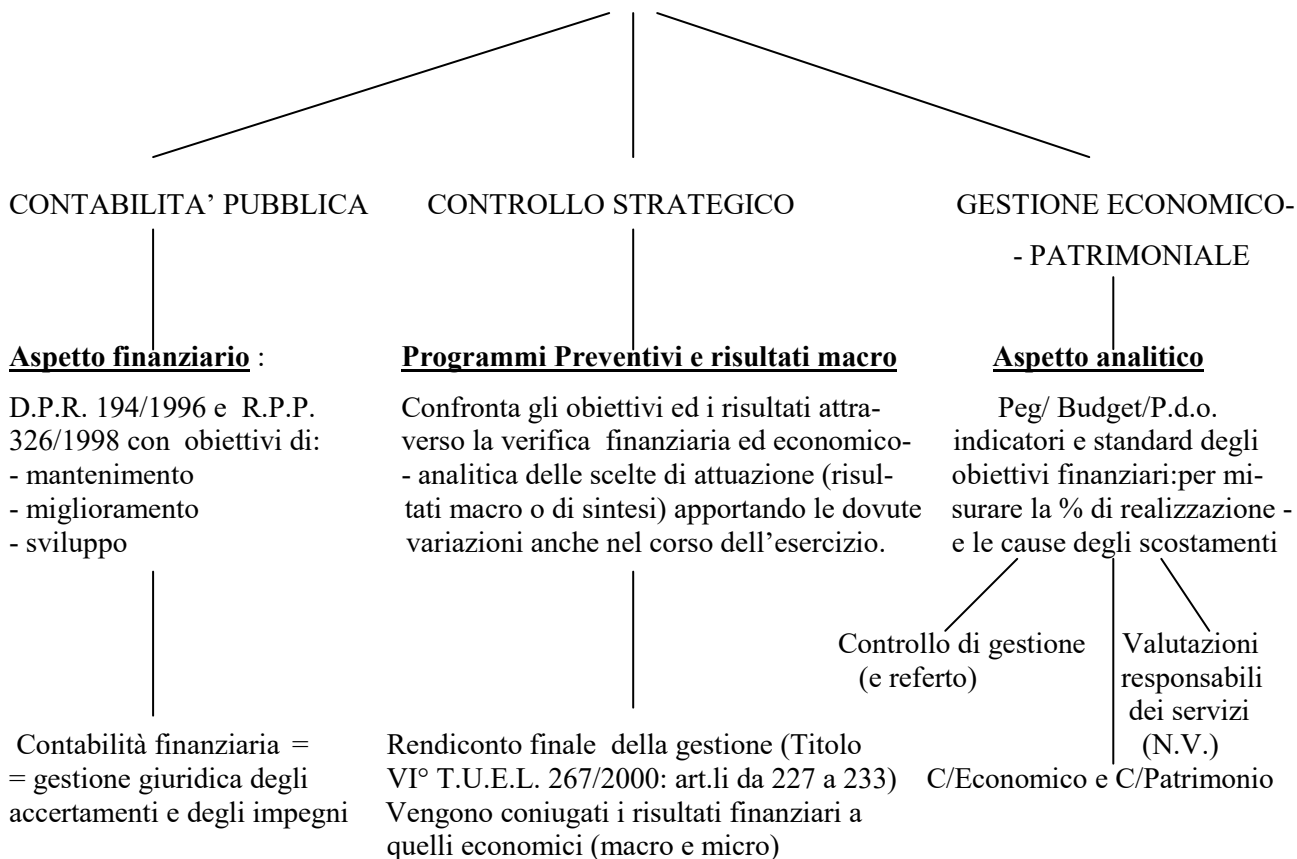 CONTABILITA’ PUBBLICA
CONTROLLO STRATEGICO
GESTIONE ECONOMICO-
- PATRIMONIALE
Aspetto finanziario :
D.P.R. 194/1996 e R.P.P.
326/1998 con obiettivi di:
- mantenimento
- miglioramento
- sviluppo
Contabilità finanziaria =
= gestione giuridica degli
accertamenti e degli impegni
Programmi Preventivi e risultati macro
Confronta gli obiettivi ed i risultati attra-
verso la verifica finanziaria ed economico-
- analitica delle scelte di attuazione (risul-
tati macro o di sintesi) apportando le dovute
variazioni anche nel corso dell’esercizio.
Rendiconto finale della gestione (Titolo
VI° T.U.E.L. 267/2000: art.li da 227 a 233)
Vengono coniugati i risultati finanziari a
quelli economici (macro e micro)
Aspetto analitico
Peg/ Budget/P.d.o.
indicatori e standard degli
obiettivi finanziari:per mi-
surare la % di realizzazione -
e le cause degli scostamenti
Controllo di gestione
(e referto)
Valutazioni
responsabili
dei servizi
(N.V.)
C/Economico e C/Patrimonio